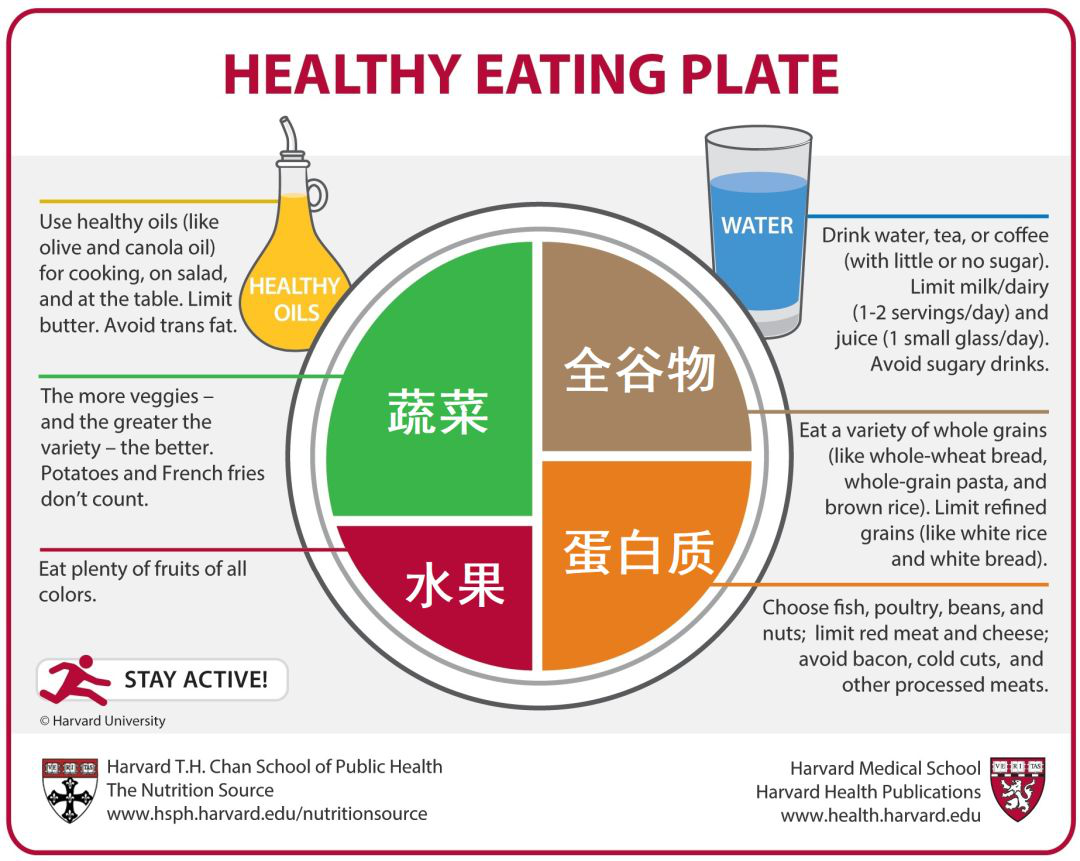 HEALTHY EATING PLATE
Use healthy oils (like
olive and canola oil)
for cooking, on salad,
and at the table. Limit
butter. Avoid trans fat.
HEALTHY
OILS
WATER
Drink water, tea, or coffee
(with little or no sugar).
Limit milk/dairy
(1-2 servings/day) and
juice (1 small glass/day).
Avoid sugary drinks.
The more veggies –
and the greater the
variety – the better.
Potatoes and French fries
don’t count.
蔬菜
全谷物
Eat a variety of whole grains
(like whole-wheat bread,
whole-grain pasta, and
brown rice). Limit refined
grains (like white rice
and white bread).
Eat plenty of fruits of all
colors.
水果
蛋白质
Choose fish, poultry, beans, and
nuts; limit red meat and cheese;
avoid bacon, cold cuts, and
other processed meats.
STAY ACTIVE!
© Harvard University
VE RI TAS
Harvard T.H. Chan School of Public Health
The Nutrition Source
www.hsph.harvard.edu/nutritionsource
Harvard Medical School
Harvard Health Publications
www.health.harvard.edu
VE RI TAS